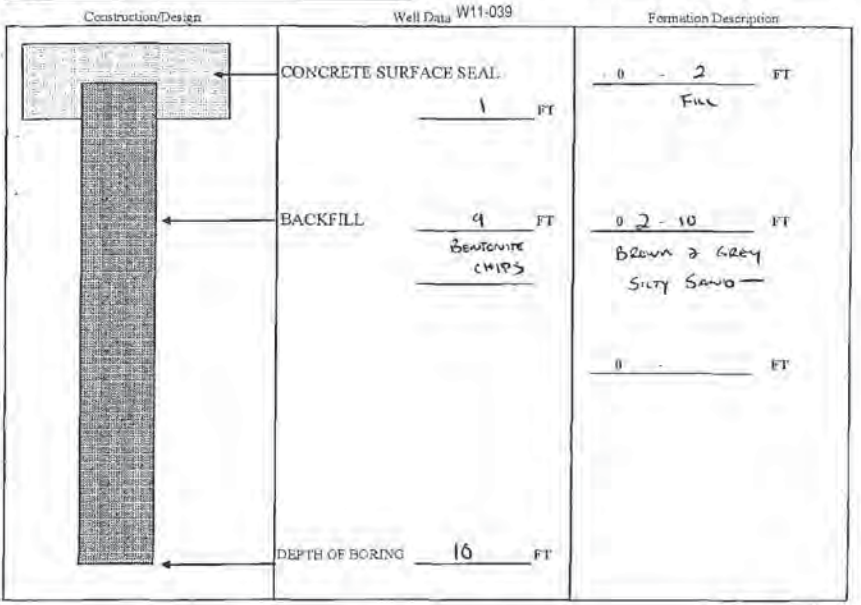 Construction/Design
Well Data W11-039
Formation Description
CONCRETE SURFACE SEAL
1 FT
0 - 2 FT
FILL
BACKFILL
9 FT
BENTONITE
CHIPS
0 2 - 10 FT
BROWN & GREY
SILTY SAND
0 - FT
DEPTH OF BORING 10 FT